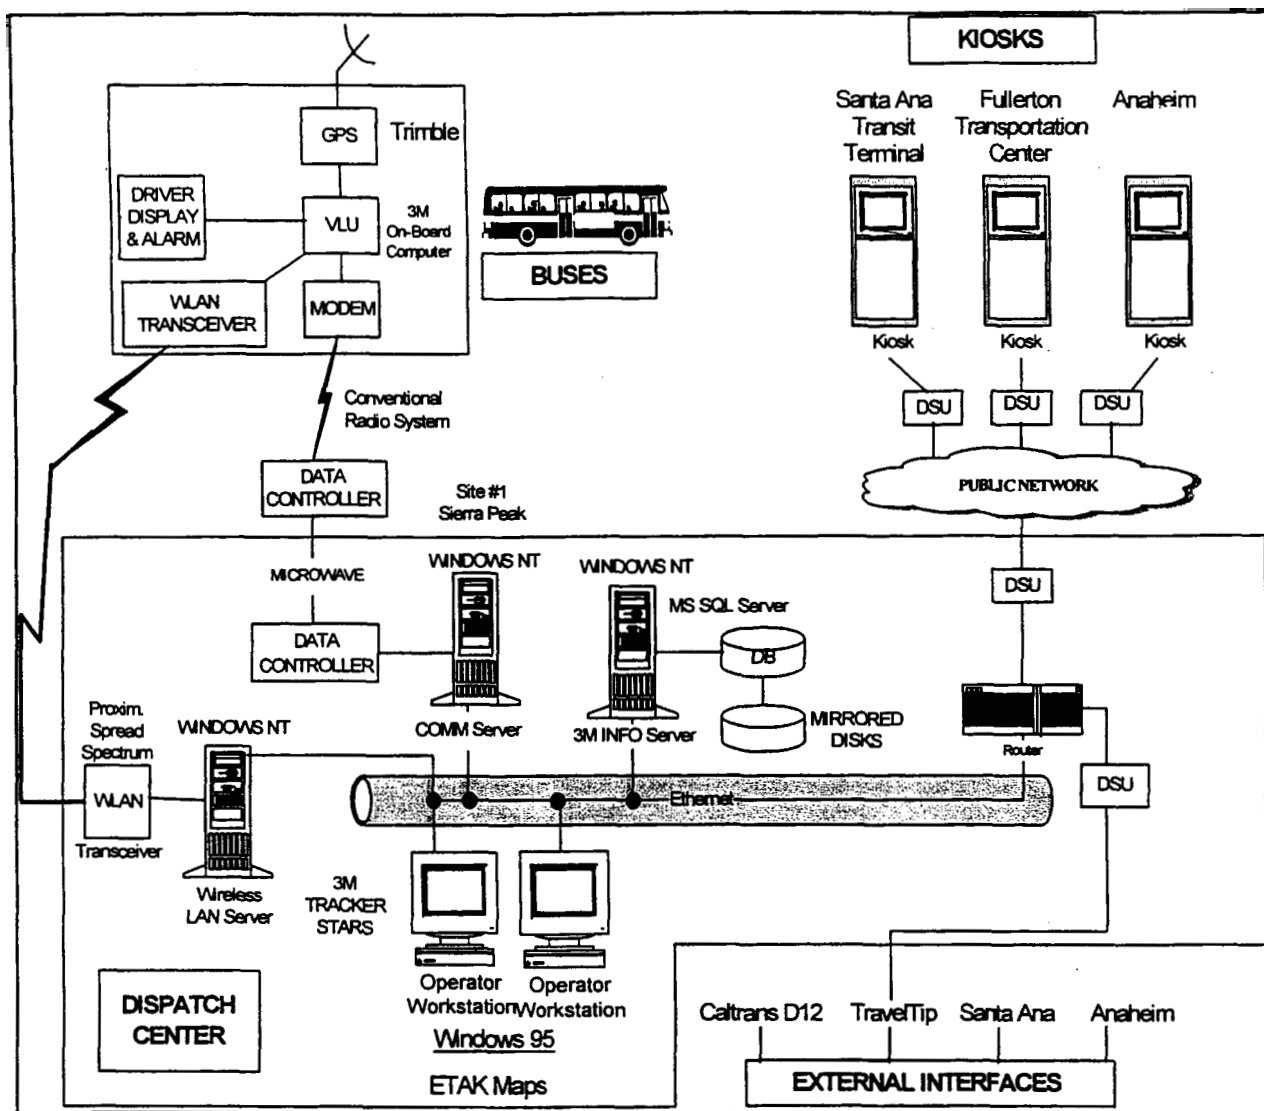 KIOSKS
Santa Ana
Transit
Terminal
Fullerton
Transportation
Center
Anaheim
GPS
Trimble
DRIVER
DISPLAY
& ALARM
VLU
3M
On-Board
Computer
WLAN
TRANSCEIVER
MODEM
BUSES
Kiosk
Kiosk
Kiosk
Conventional
Radio System
DSU
DSU
DSU
DATA
CONTROLLER
Site #1
Sierra Peak
PUBLIC NETWORK
MICROWAVE
WINDOWS NT
WINDOWS NT
MS SQL Server
DSU
DATA
CONTROLLER
DB
MIRRORED
DISKS
COMM Server
3M INFO Server
Router
Proxim.
Spread
Spectrum
WINDOWS NT
WLAN
Transceiver
Ethernet
DSU
Wireless
LAN Server
3M
TRACKER
STARS
Operator
Workstation
Operator
Workstation
Windows 95
ETAK Maps
DISPATCH
CENTER
Caltrans D12
TravelTip
Santa Ana
Anaheim
EXTERNAL INTERFACES